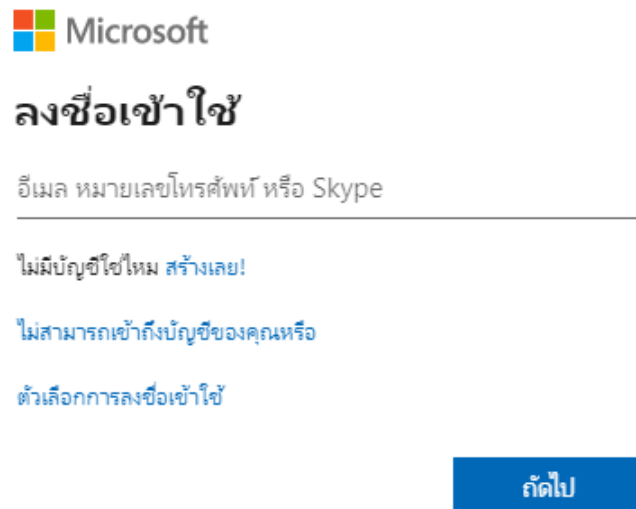 Microsoft
ลงชื่อเข้าใช้
อีเมล หมายเลขโทรศัพท์ หรือ Skype
ไม่มีบัญชีใช่ไหม สร้างเลย!
ไม่สามารถเข้าถึงบัญชีของคุณหรือ
ตัวเลือกการลงชื่อเข้าใช้
ถัดไป